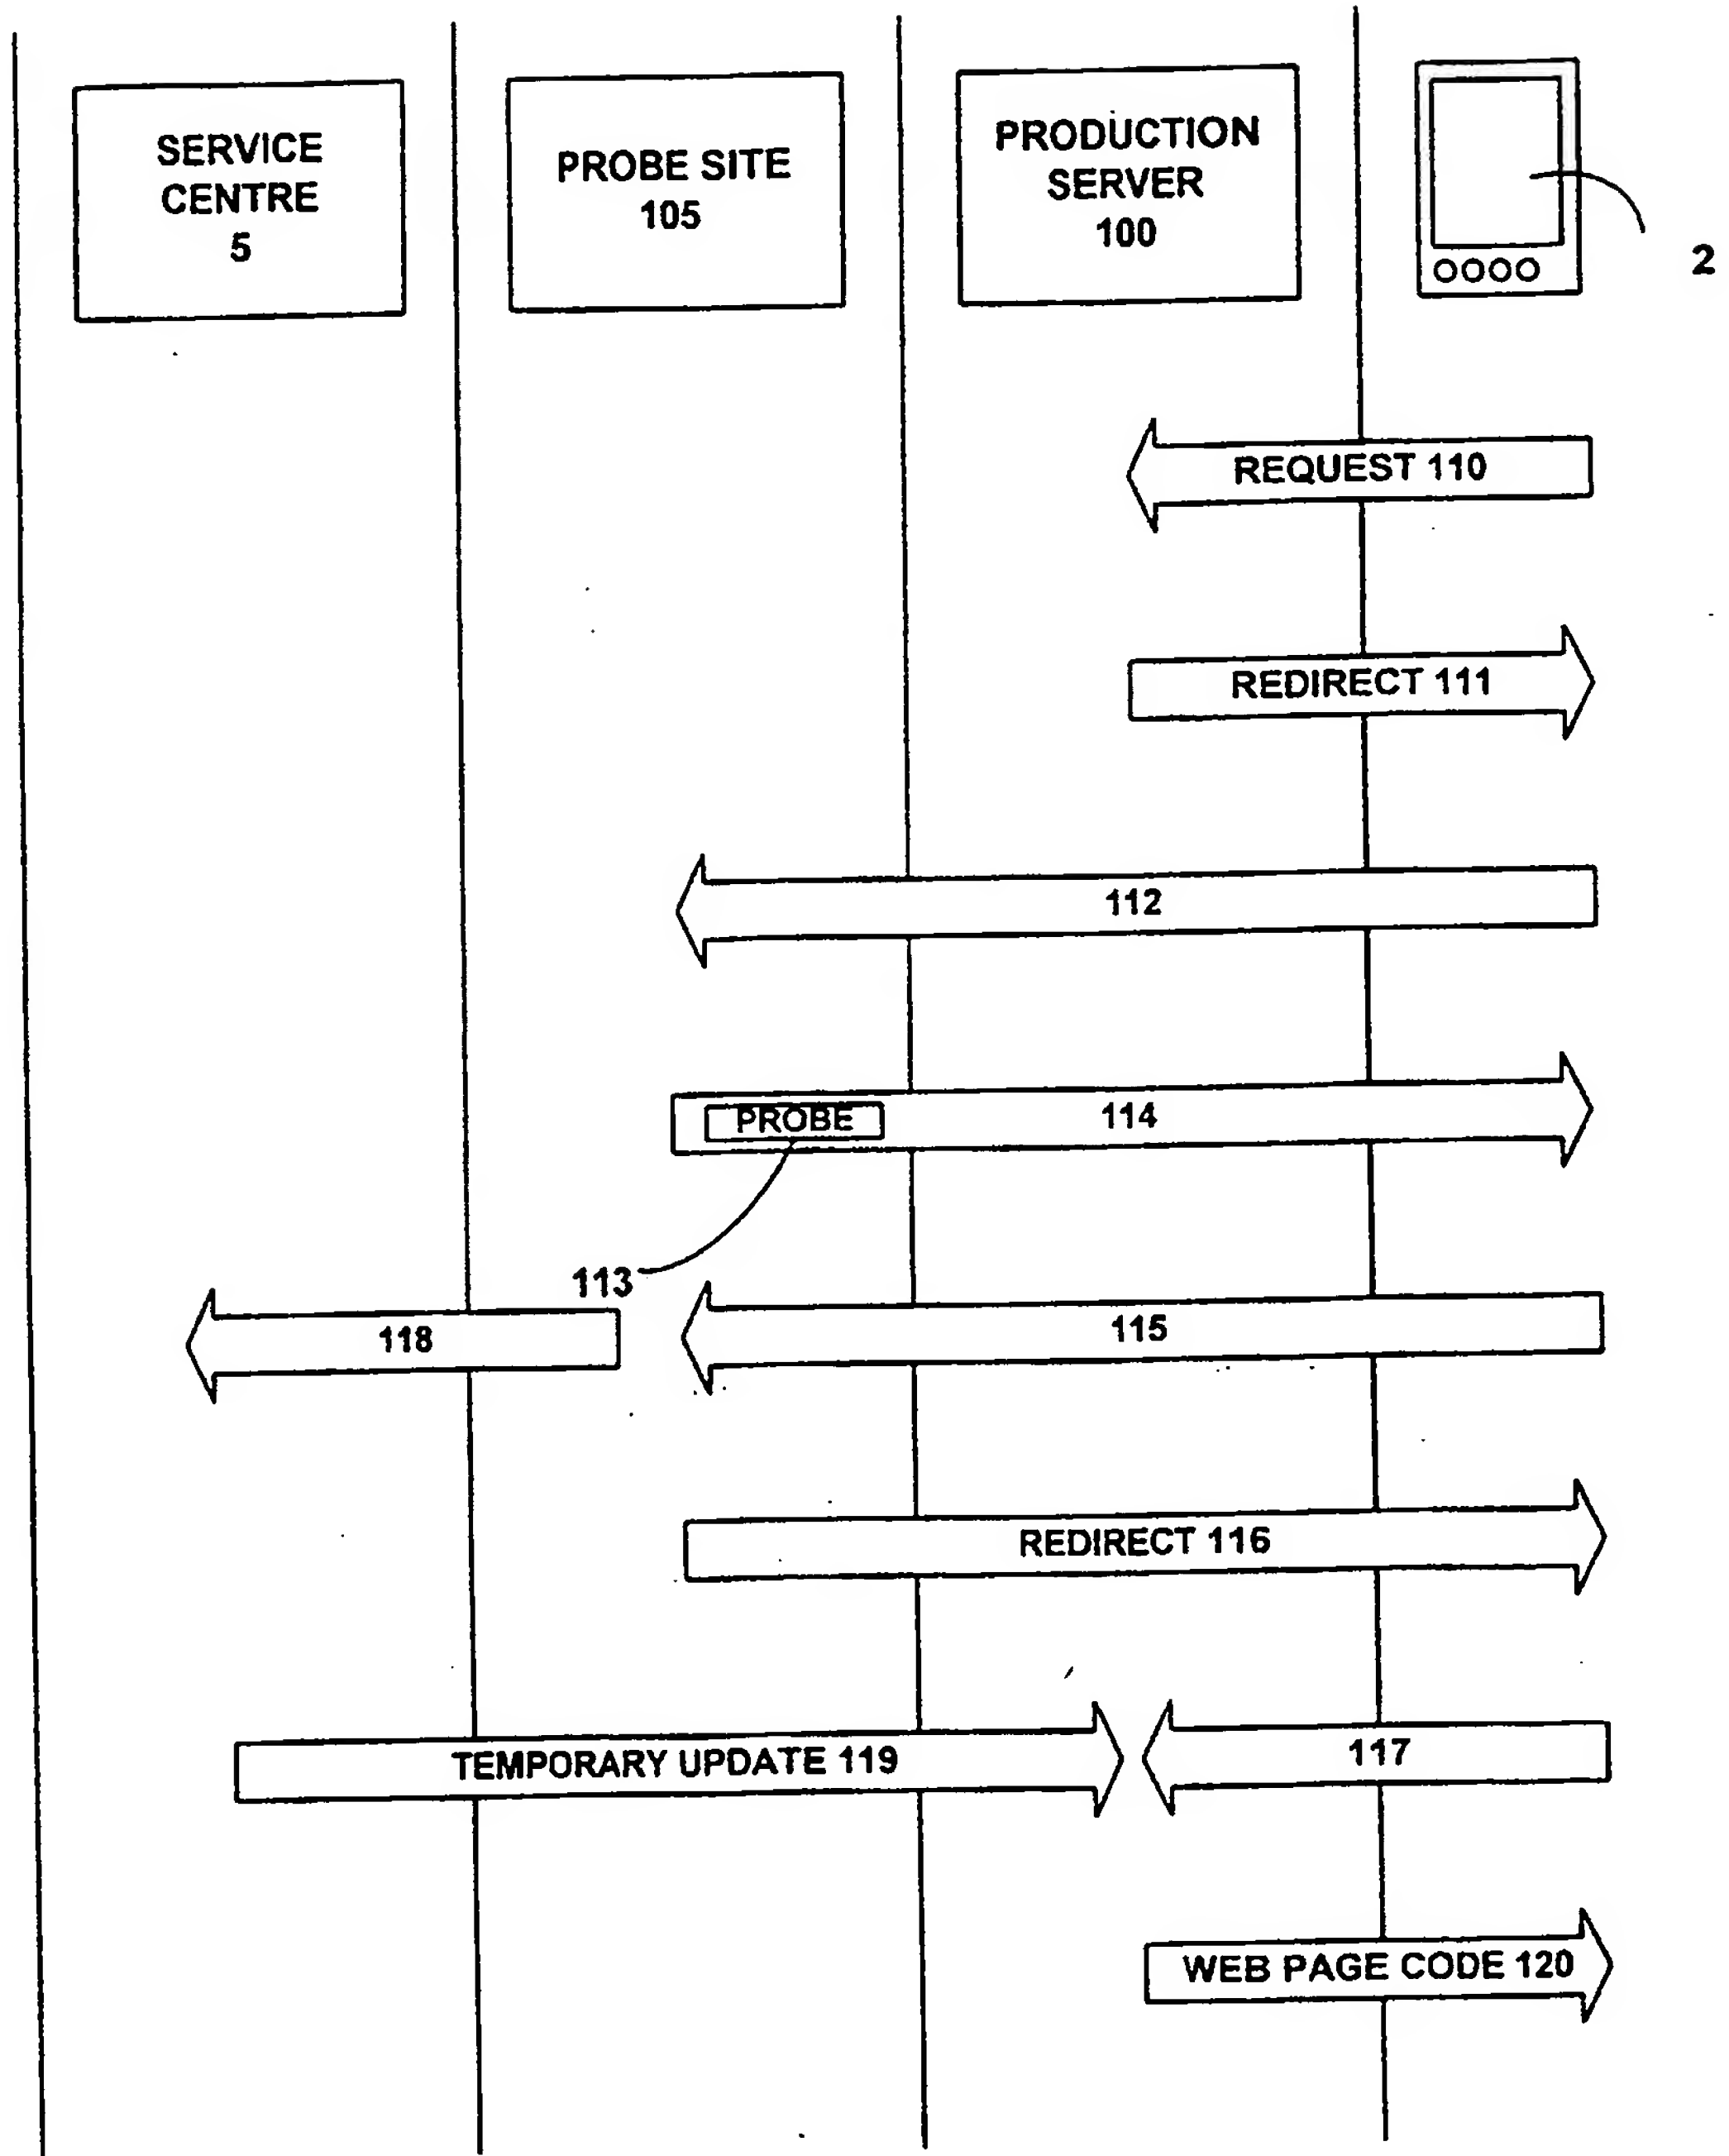 SERVICE
CENTRE
5
PROBE SITE
105
PRODUCTION
SERVER
100
2
REQUEST 110
REDIRECT 111
112
PROBE
114
113
118
115
REDIRECT 116
TEMPORARY UPDATE 119
117
WEB PAGE CODE 120